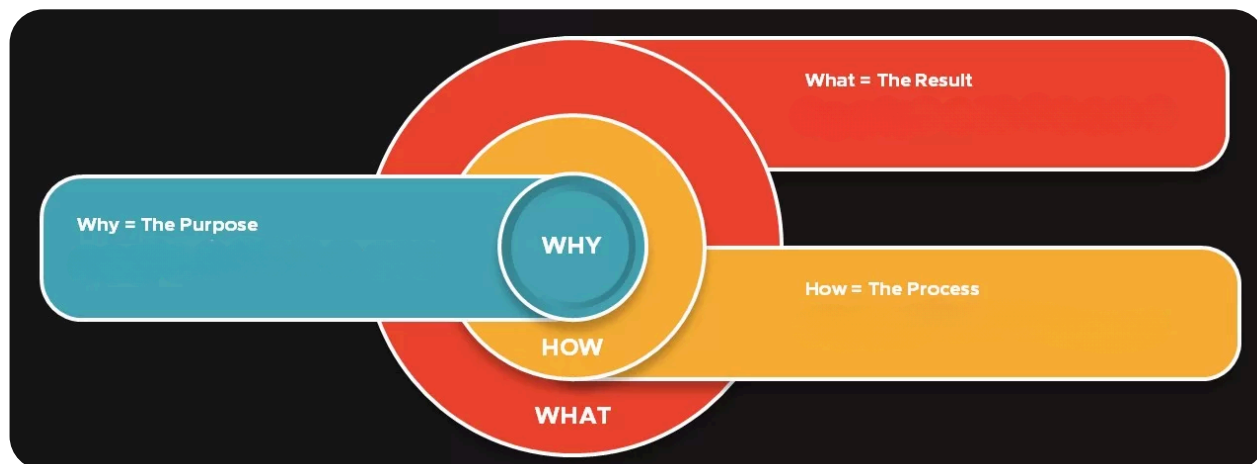 What = The Result
Why = The Purpose
WHY
How = The Process
HOW
WHAT